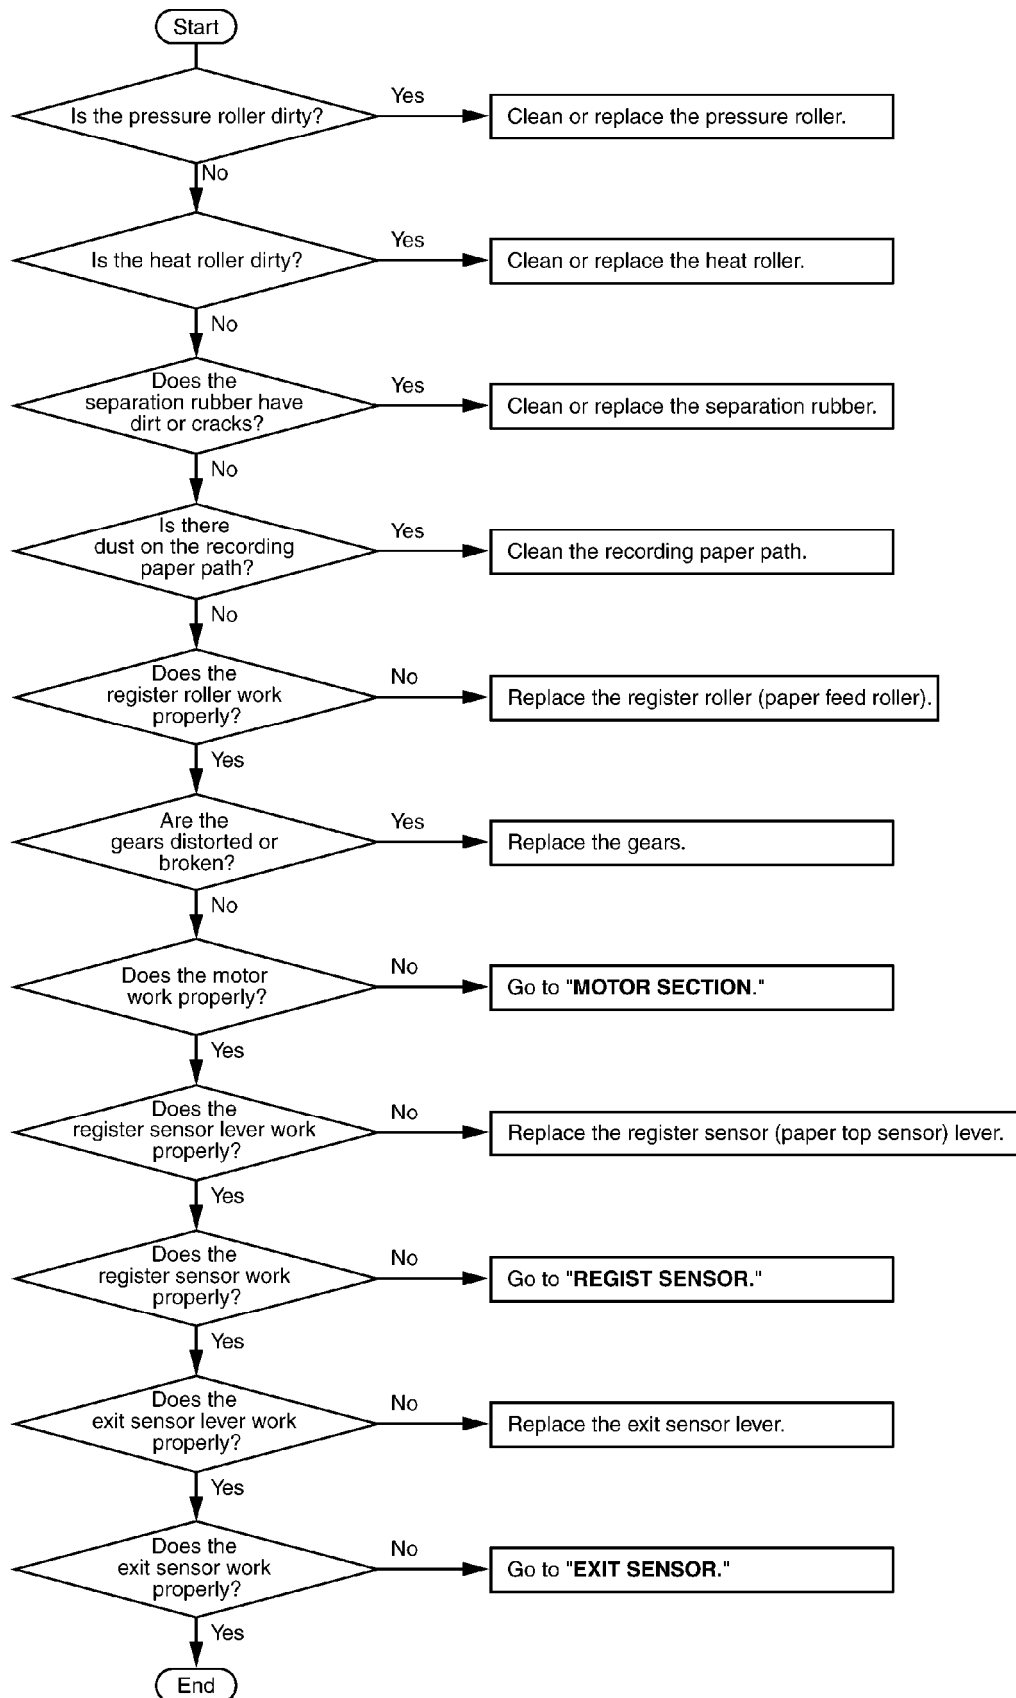 Start
Is the pressure roller dirty?
Yes
Clean or replace the pressure roller.
No
Is the heat roller dirty?
Yes
Clean or replace the heat roller.
No
Does the
separation rubber have
dirt or cracks?
Yes
Clean or replace the separation rubber.
No
Is there
dust on the recording
paper path?
Yes
Clean the recording paper path.
No
Does the
register roller work
properly?
No
Replace the register roller (paper feed roller).
Yes
Are the
gears distorted or
broken?
Yes
Replace the gears.
No
Does the motor
work properly?
No
Go to "MOTOR SECTION."
Yes
Does the
register sensor lever work
properly?
No
Replace the register sensor (paper top sensor) lever.
Yes
Does the
register sensor work
properly?
No
Go to "REGIST SENSOR."
Yes
Does the
exit sensor lever work
properly?
No
Replace the exit sensor lever.
Yes
Does the
exit sensor work
properly?
No
Go to "EXIT SENSOR."
Yes
End